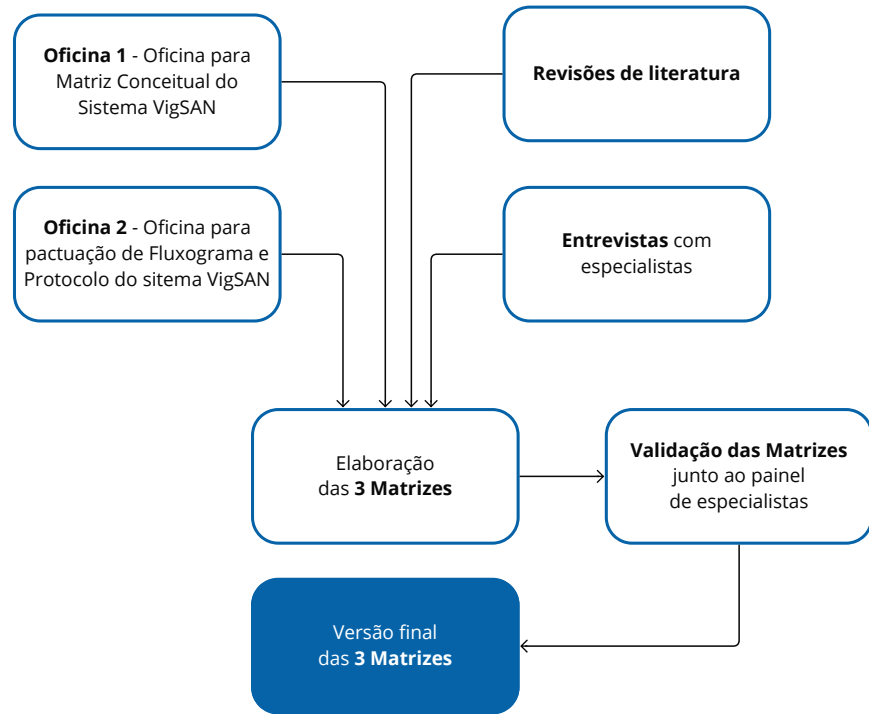 Oficina 1 - Oficina para
Matriz Conceitual do
Sistema VigSAN
Revisões de literatura
Oficina 2 - Oficina para
pactuação de Fluxograma e
Protocolo do sitema VigSAN
Entrevistas com
especialistas
Elaboração
das 3 Matrizes
Validação das Matrizes
junto ao painel
de especialistas
Versão final
das 3 Matrizes